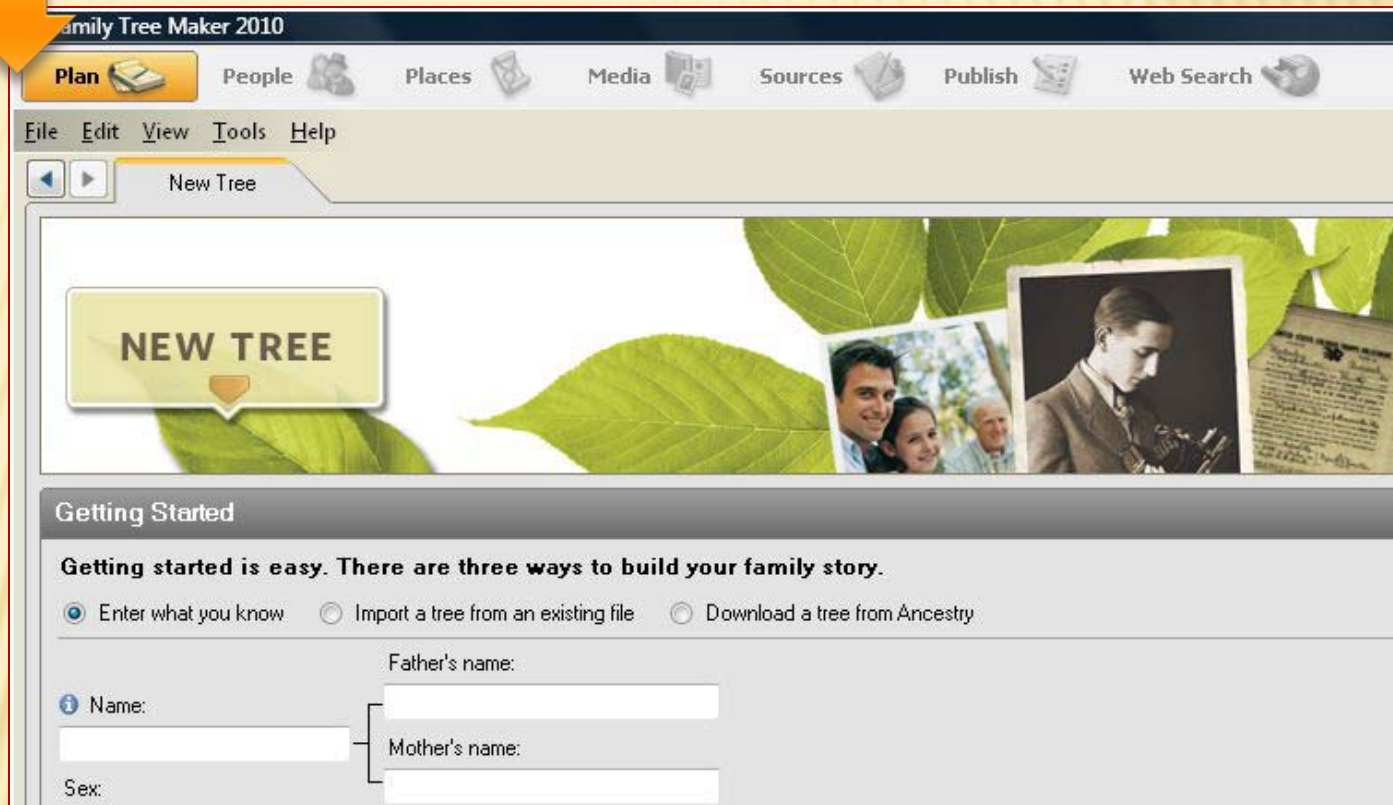 amily Tree Maker 2010
Plan People Places Media Sources Publish Web Search
File Edit View Tools Help
New Tree
NEW TREE
Getting Started
Getting started is easy. There are three ways to build your family story.
Enter what you know Import a tree from an existing file Download a tree from Ancestry
Father's name:
Name:
Mother's name:
Sex: